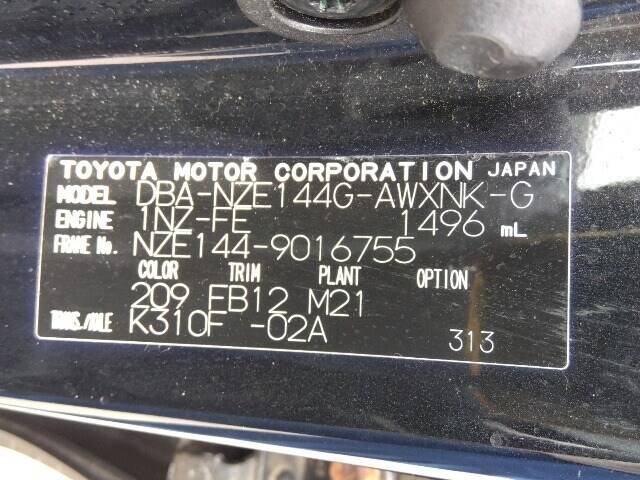 TOYOTA MOTOR CORPORATION JAPAN
MODEL DBA-NZE144G-AWXNK-G
ENGINE 1NZ-FE 1496 mL
FRAME No. NZE144-9016755
COLOR TRIM PLANT OPTION
209 FB12 M21
TRANS./AXLE K310F -02A
313